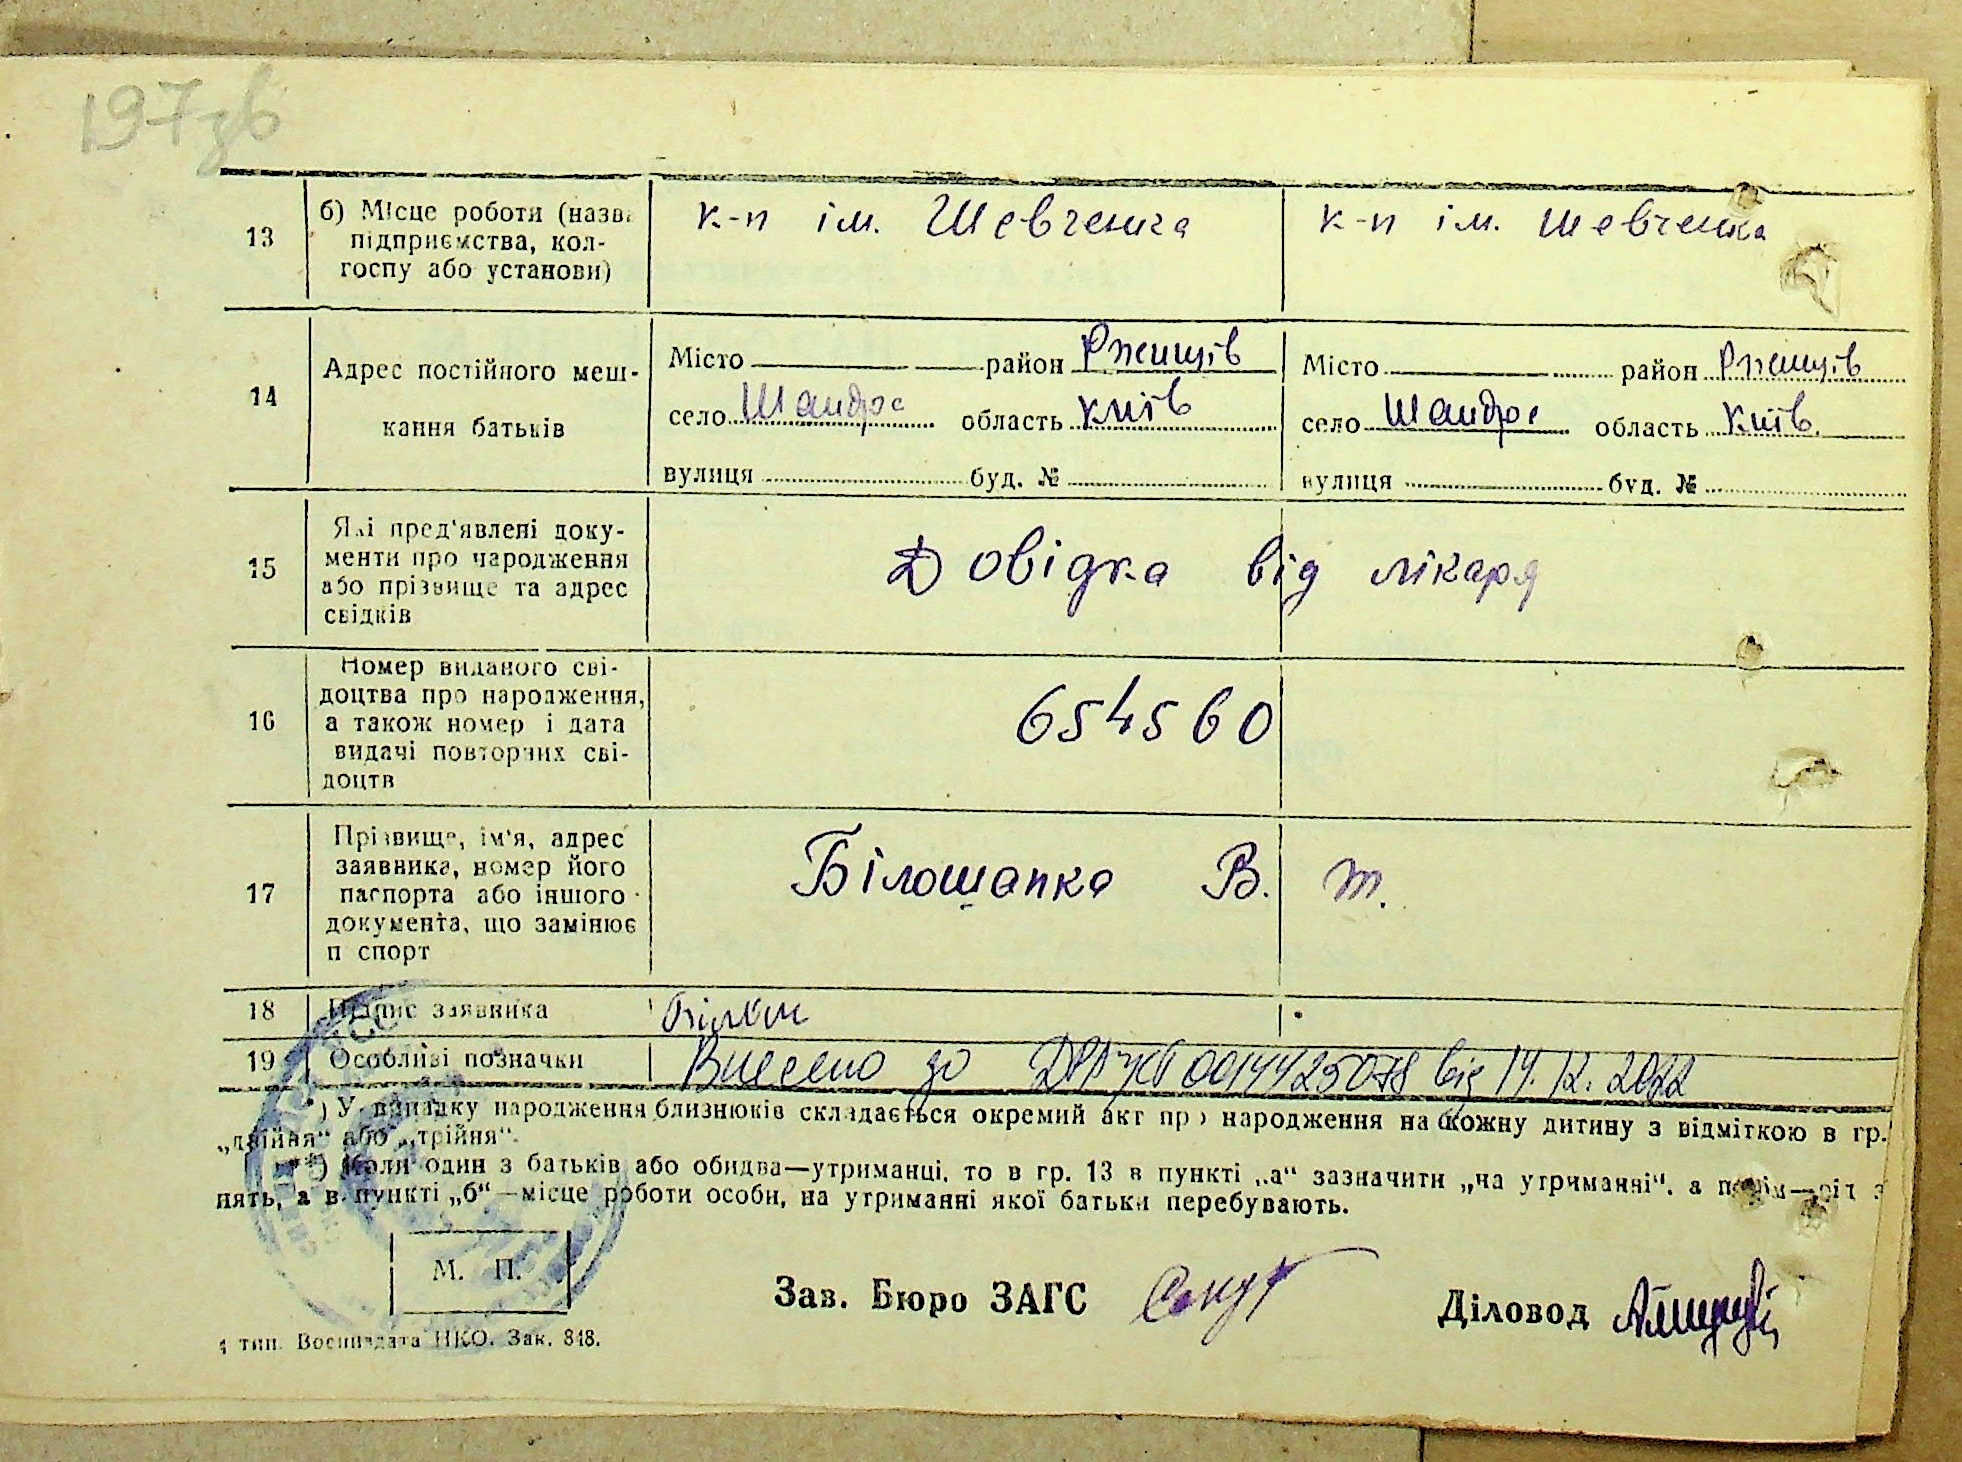 197зв
13 б) Місце роботи (назва к-п ім. Шевченка к-п ім. Шевченка
підприємства, кол-
госпу або установи)
14 Адрес постійного меш-
кання батьків
Місто район Ржищів Місто район Ржищів
село Шандра область Київ село Шандра область Київ.
вулиця буд. № вулиця буд. №
15 Які пред'явлені доку-
менти про народження Довідка від лікаря
або прізвище та адрес
свідків
Номер виданого сві-
доцтва про народження,
16 а також номер і дата 654560
видачі повторних сві-
доцтв
Прізвище, ім'я, адрес
заявника, номер його
17 паспорта або іншого Білошапка В. Т.
документа, що замінює
п спорт
18 Підпис заявника
19 Особливі позначки Внесено до ДРАЦС 00144425078 від 14.12.2022
*) У випадку народження близнюків складається окремий акт про народження на кожну дитину з відміткою в гр.
„двійня“ або „трійня“.
**) Коли один з батьків або обидва—утриманці, то в гр. 13 в пункті „а“ зазначити „на утриманні“, а
нять, а в пункті „б“—місце роботи особи, на утриманні якої батьки перебувають.
М. П.
Зав. Бюро ЗАГС Діловод
4 тип. Воениздата НКО. Зак. 848.